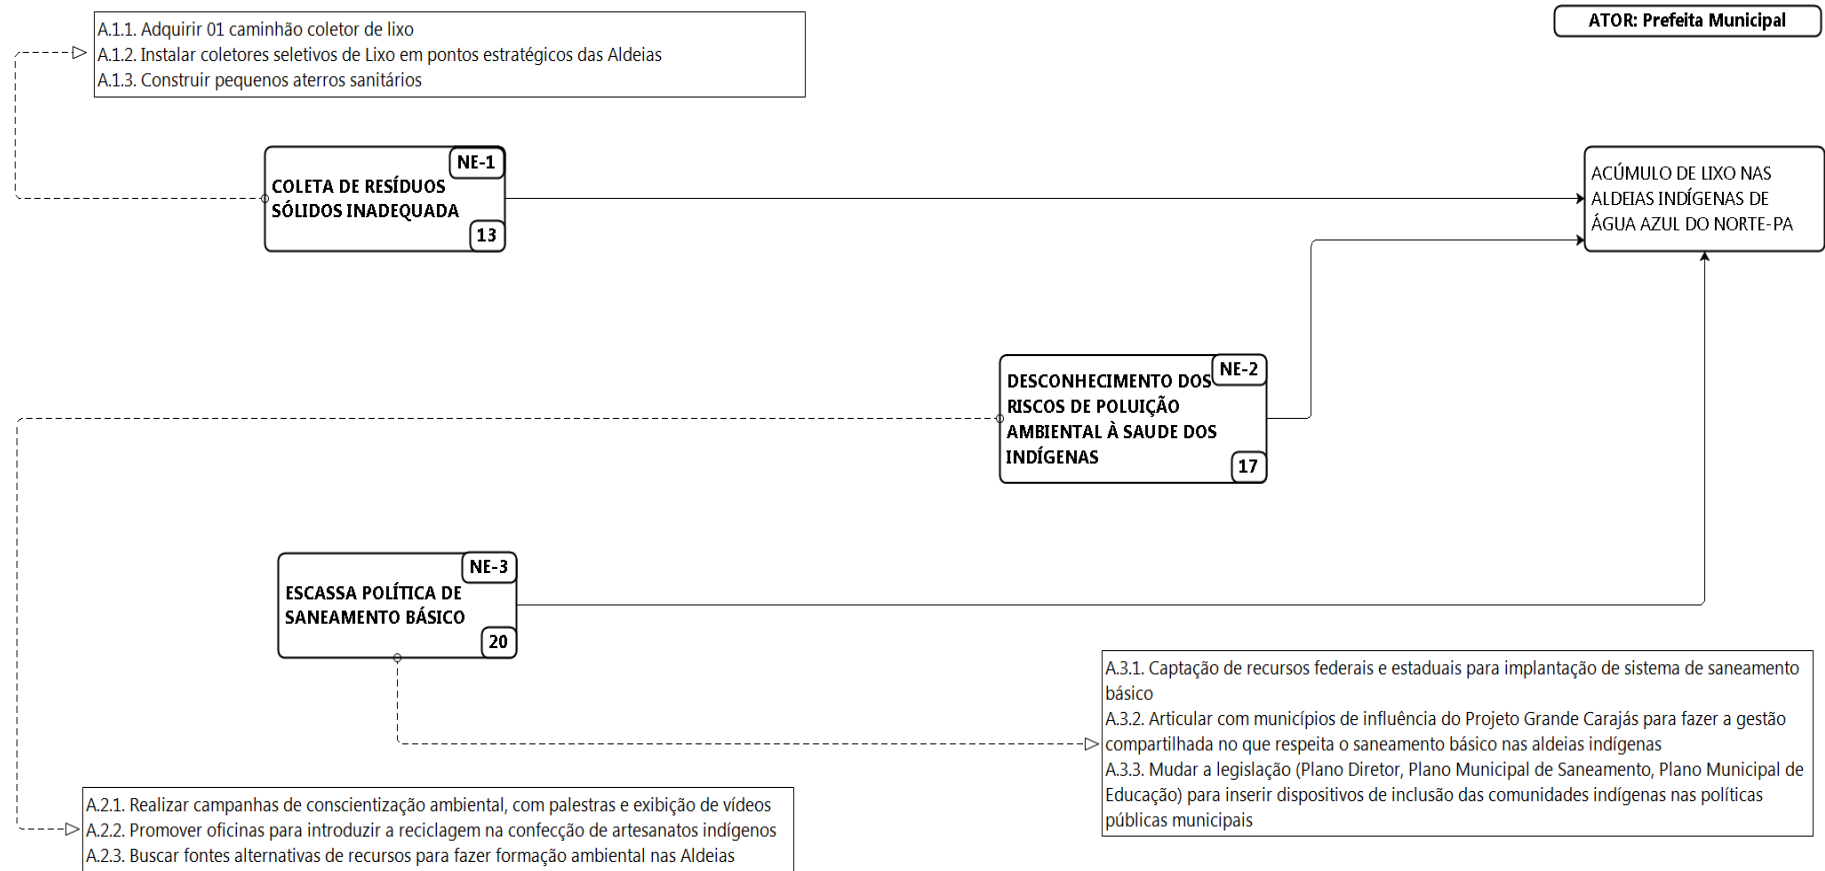 A.1.1. Adquirir 01 caminhão coletor de lixo
A.1.2. Instalar coletores seletivos de Lixo em pontos estratégicos das Aldeias
A.1.3. Construir pequenos aterros sanitários
ATOR: Prefeita Municipal
NE-1
COLETA DE RESÍDUOS
SÓLIDOS INADEQUADA
13
ACÚMULO DE LIXO NAS
ALDEIAS INDÍGENAS DE
ÁGUA AZUL DO NORTE-PA
NE-2
DESCONHECIMENTO DOS
RISCOS DE POLUIÇÃO
AMBIENTAL À SAUDE DOS
INDÍGENAS
17
NE-3
ESCASSA POLÍTICA DE
SANEAMENTO BÁSICO
20
A.3.1. Captação de recursos federais e estaduais para implantação de sistema de saneamento
básico
A.3.2. Articular com municípios de influência do Projeto Grande Carajás para fazer a gestão
compartilhada no que respeita o saneamento básico nas aldeias indígenas
A.3.3. Mudar a legislação (Plano Diretor, Plano Municipal de Saneamento, Plano Municipal de
Educação) para inserir dispositivos de inclusão das comunidades indígenas nas políticas
públicas municipais
A.2.1. Realizar campanhas de conscientização ambiental, com palestras e exibição de vídeos
A.2.2. Promover oficinas para introduzir a reciclagem na confecção de artesanatos indígenos
A.2.3. Buscar fontes alternativas de recursos para fazer formação ambiental nas Aldeias